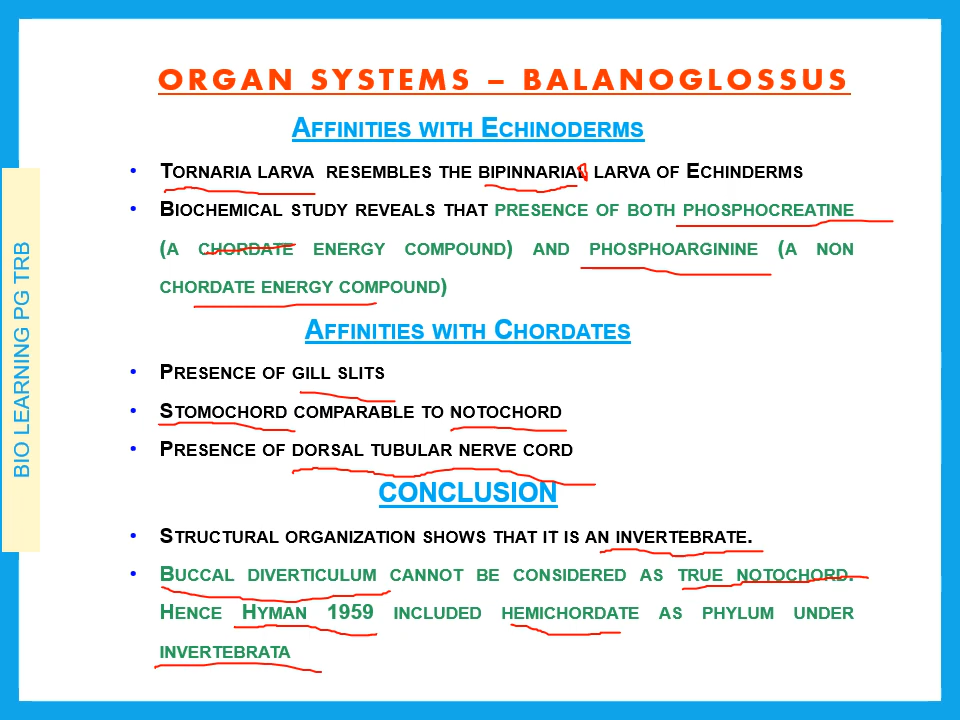 ORGAN SYSTEMS – BALANOGLOSSUS
AFFINITIES WITH ECHINODERMS
• TORNARIA LARVA RESEMBLES THE BIPINNARIAL LARVA OF ECHINDERMS
• BIOCHEMICAL STUDY REVEALS THAT PRESENCE OF BOTH PHOSPHOCREATINE
(A CHORDATE ENERGY COMPOUND) AND PHOSPHOARGININE (A NON
CHORDATE ENERGY COMPOUND)
AFFINITIES WITH CHORDATES
• PRESENCE OF GILL SLITS
• STOMOCHORD COMPARABLE TO NOTOCHORD
• PRESENCE OF DORSAL TUBULAR NERVE CORD
CONCLUSION
• STRUCTURAL ORGANIZATION SHOWS THAT IT IS AN INVERTEBRATE.
• BUCCAL DIVERTICULUM CANNOT BE CONSIDERED AS TRUE NOTOCHORD.
HENCE HYMAN 1959 INCLUDED HEMICHORDATE AS PHYLUM UNDER
INVERTEBRATA
BIO LEARNING PG TRB